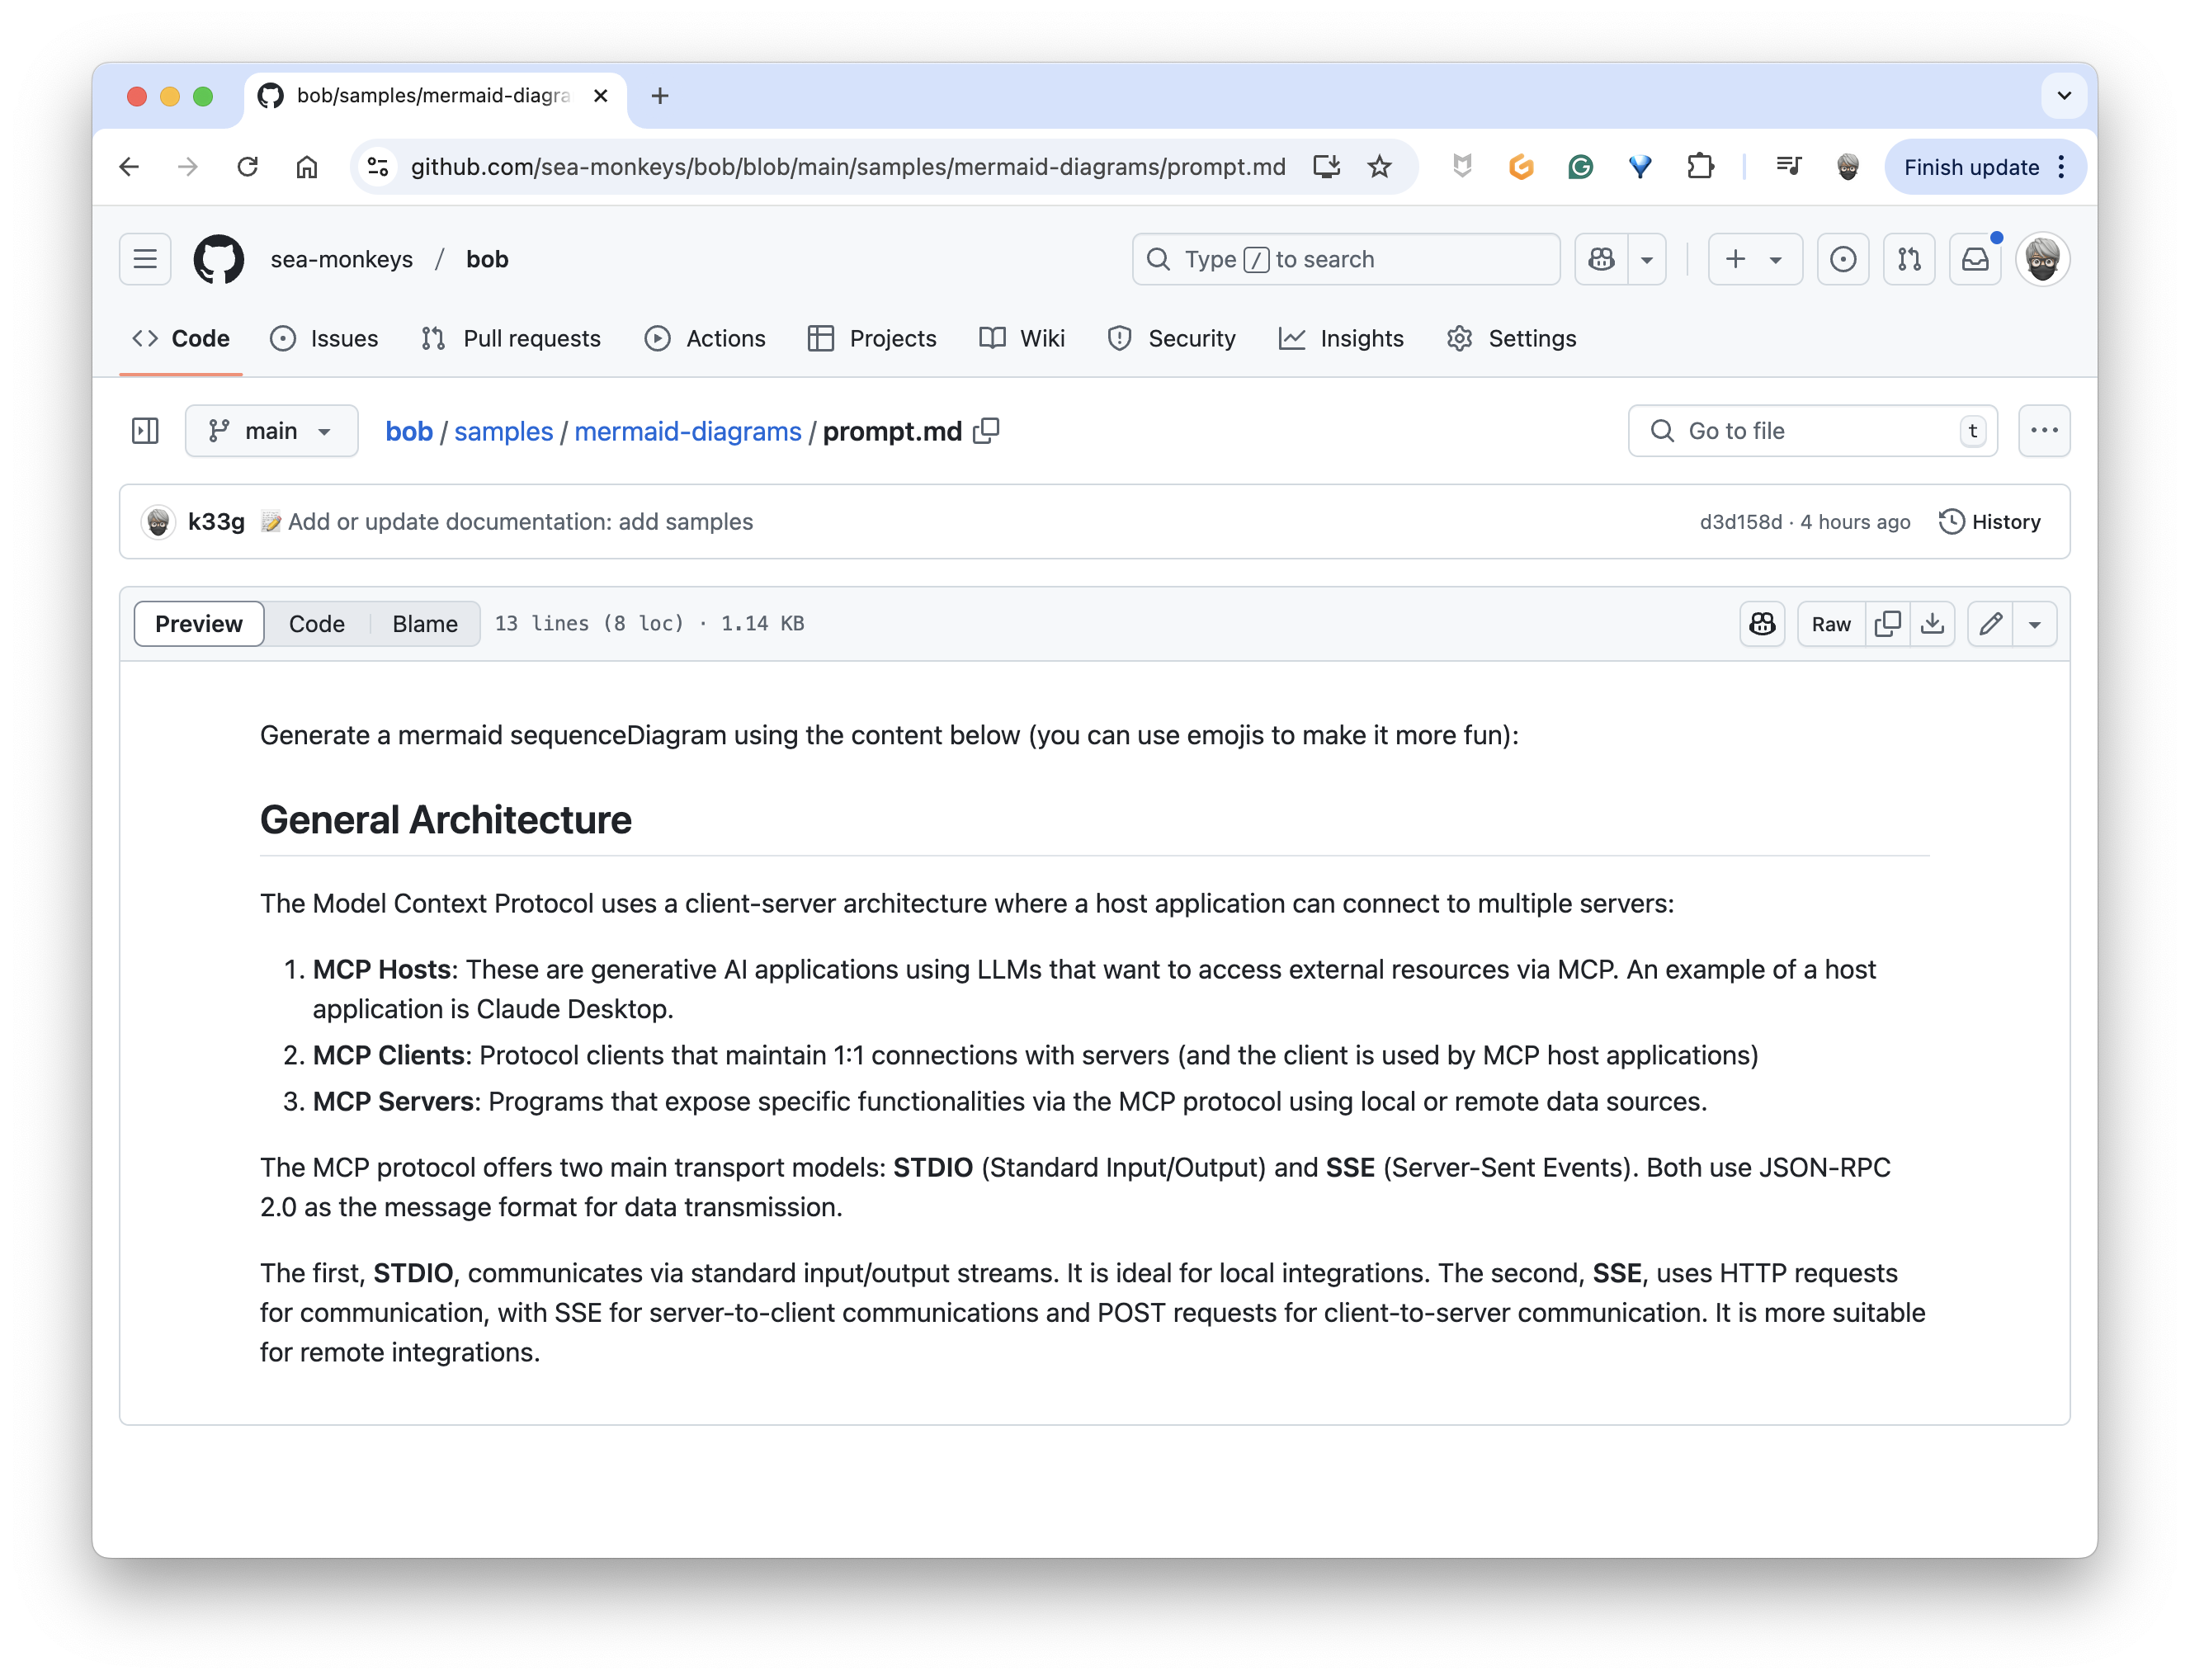 bob/samples/mermaid-diagra
github.com/sea-monkeys/bob/blob/main/samples/mermaid-diagrams/prompt.md
Finish update
sea-monkeys / bob
Type / to search
Code Issues Pull requests Actions Projects Wiki Security Insights Settings
main
bob / samples / mermaid-diagrams / prompt.md
Go to file t
k33g 📝 Add or update documentation: add samples
d3d158d · 4 hours ago History
Preview Code Blame 13 lines (8 loc) · 1.14 KB
Raw
Generate a mermaid sequenceDiagram using the content below (you can use emojis to make it more fun):
General Architecture
The Model Context Protocol uses a client-server architecture where a host application can connect to multiple servers:
1. MCP Hosts: These are generative AI applications using LLMs that want to access external resources via MCP. An example of a host
application is Claude Desktop.
2. MCP Clients: Protocol clients that maintain 1:1 connections with servers (and the client is used by MCP host applications)
3. MCP Servers: Programs that expose specific functionalities via the MCP protocol using local or remote data sources.
The MCP protocol offers two main transport models: STDIO (Standard Input/Output) and SSE (Server-Sent Events). Both use JSON-RPC
2.0 as the message format for data transmission.
The first, STDIO, communicates via standard input/output streams. It is ideal for local integrations. The second, SSE, uses HTTP requests
for communication, with SSE for server-to-client communications and POST requests for client-to-server communication. It is more suitable
for remote integrations.